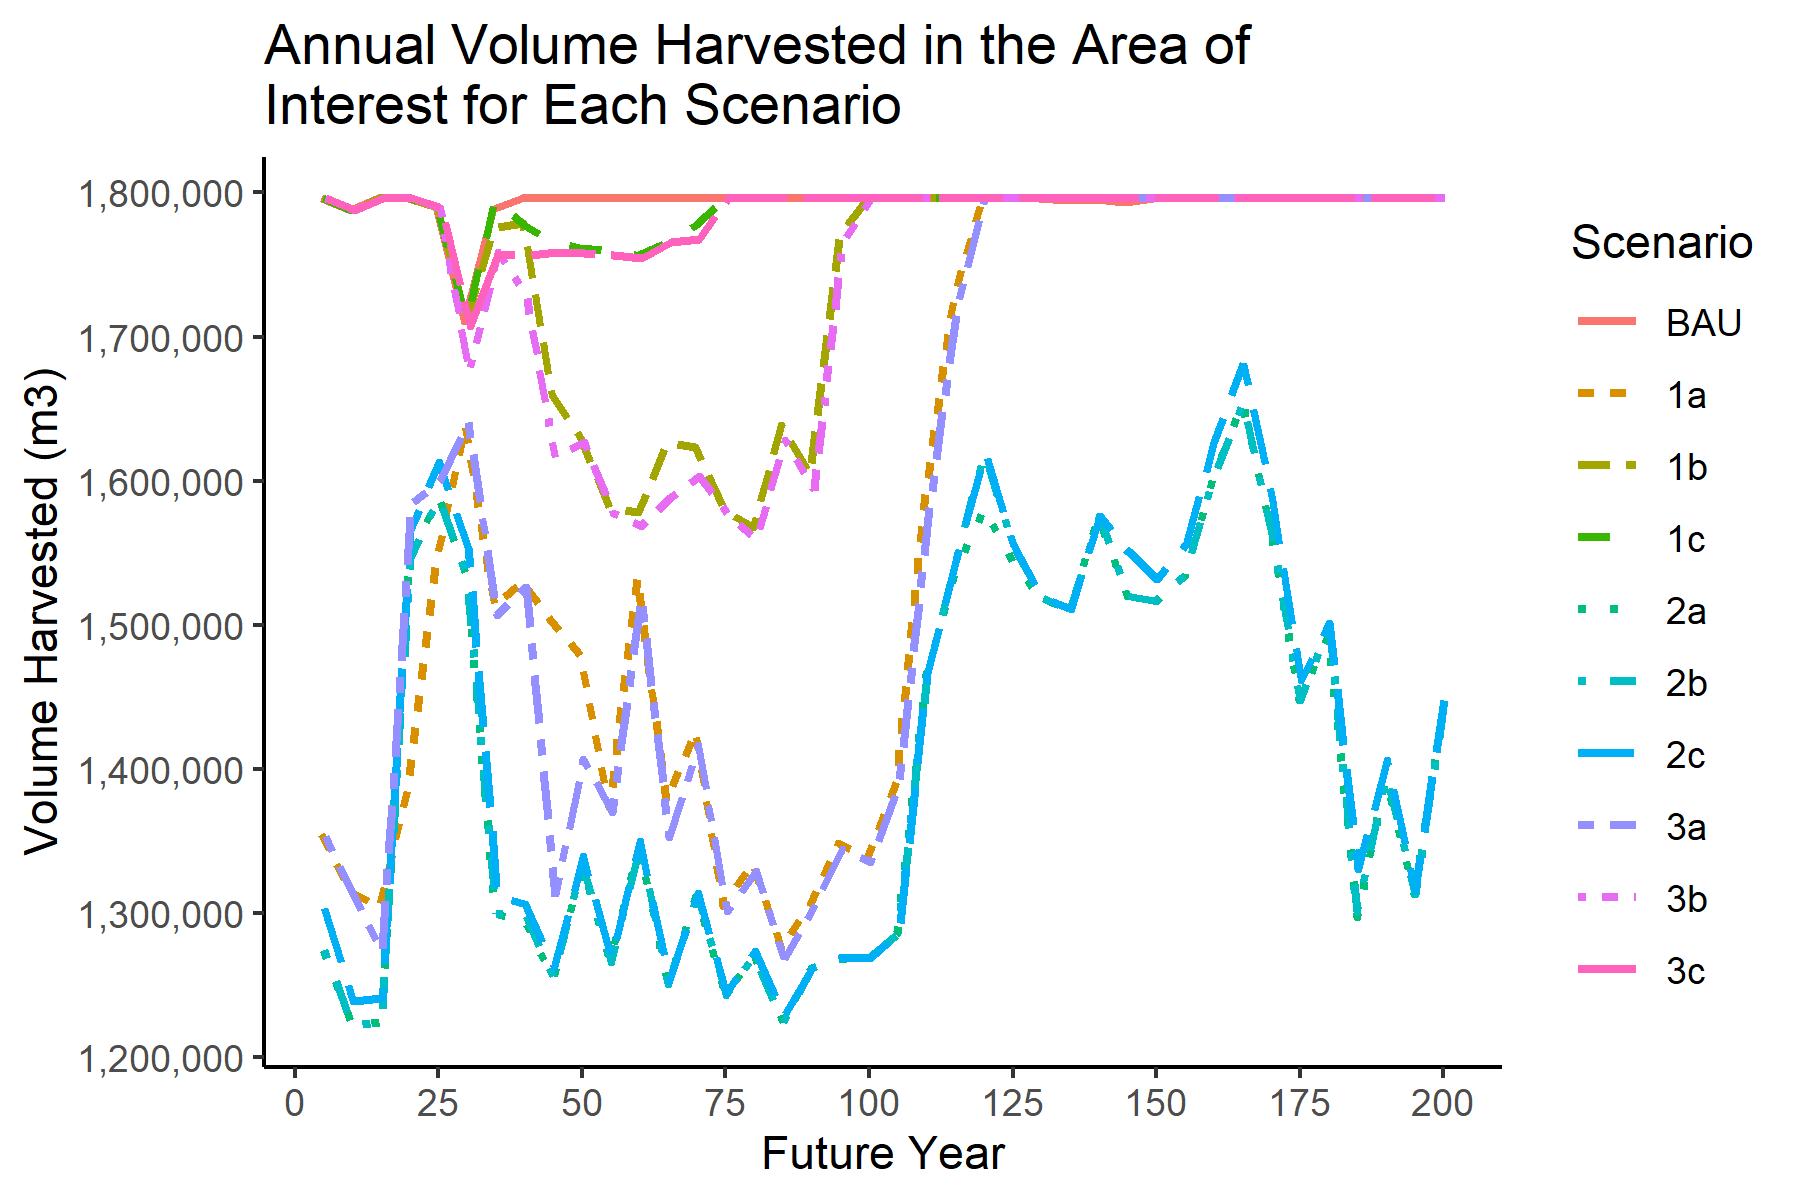 Annual Volume Harvested in the Area of
Interest for Each Scenario
Volume Harvested (m3)
1,800,000
1,700,000
1,600,000
1,500,000
1,400,000
1,300,000
1,200,000
0 25 50 75 100 125 150 175 200
Future Year
Scenario
BAU
1a
1b
1c
2a
2b
2c
3a
3b
3c